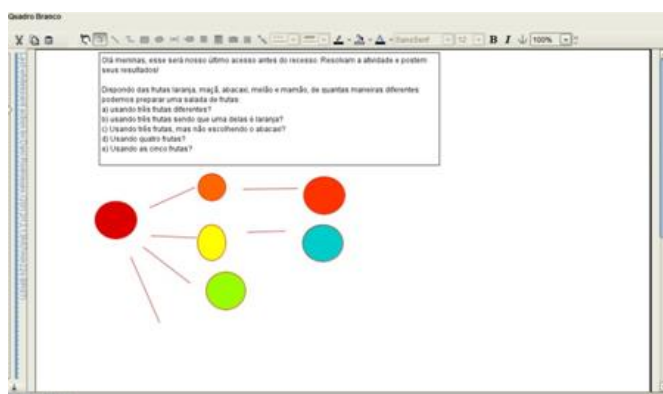 Quadro Branco
SansSerif 12 B I 100%
Olá meninas, esse será nosso último acesso antes do recesso. Resolvam a atividade e postem
seus resultados!
Dispondo das frutas laranja, maçã, abacaxi, melão e mamão, de quantas maneiras diferentes
podemos preparar uma salada de frutas:
a) usando três frutas diferentes?
b) usando três frutas sendo que uma delas é laranja?
c) Usando três frutas, mas não escolhendo o abacaxi?
d) Usando quatro frutas?
e) Usando as cinco frutas?